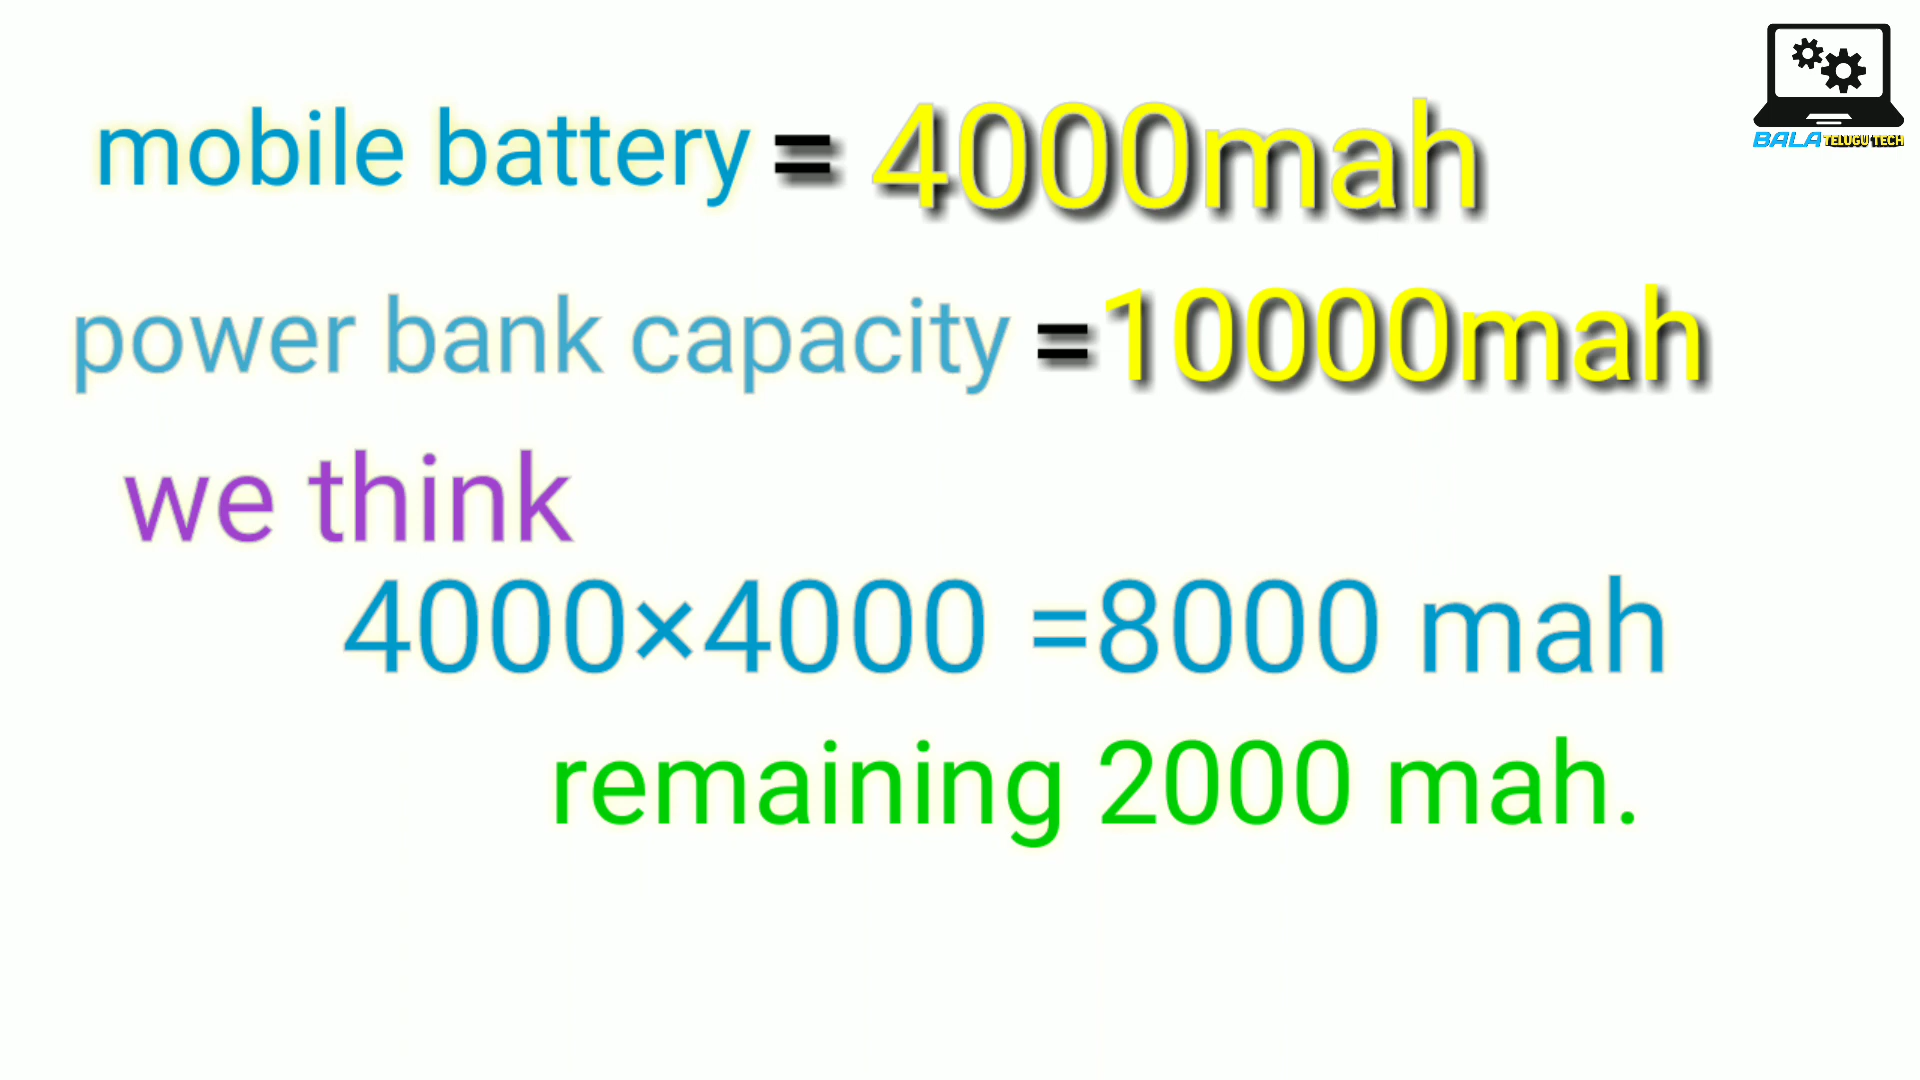 mobile battery = 4000mah
BALA TELUGU TECH
power bank capacity =10000mah
we think
4000×4000 =8000 mah
remaining 2000 mah.